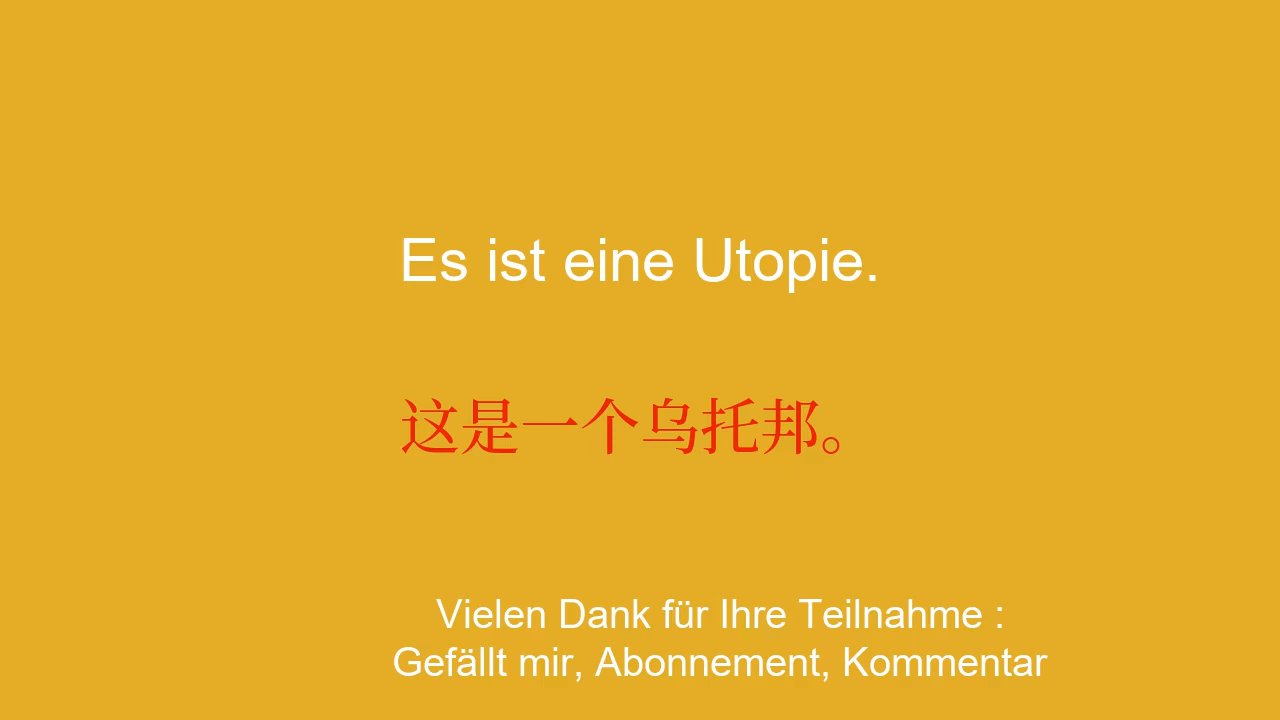 Es ist eine Utopie.
这是一个乌托邦。
Vielen Dank für Ihre Teilnahme :
Gefällt mir, Abonnement, Kommentar